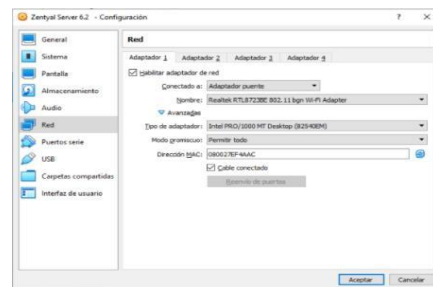 Zentyal Server 6.2 - Configuración
General
Sistema
Pantalla
Almacenamiento
Audio
Red
Puertos serie
USB
Carpetas compartidas
Interfaz de usuario
Red
Adaptador 1 Adaptador 2 Adaptador 3 Adaptador 4
Habilitar adaptador de red
Conectado a: Adaptador puente
Nombre: Realtek RTL8723BE 802.11 bgn Wi-Fi Adapter
Avanzadas
Tipo de adaptador: Intel PRO/1000 MT Desktop (82540EM)
Modo promiscuo: Permitir todo
Dirección MAC: 080027EF4AAC
Cable conectado
Reenvío de puertos
Aceptar Cancelar